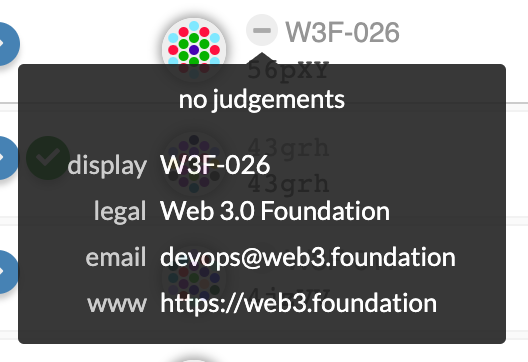 W3F-026
56pXY
no judgements
43grh
display W3F-026
43grh
legal Web 3.0 Foundation
email devops@web3.foundation
www https://web3.foundation